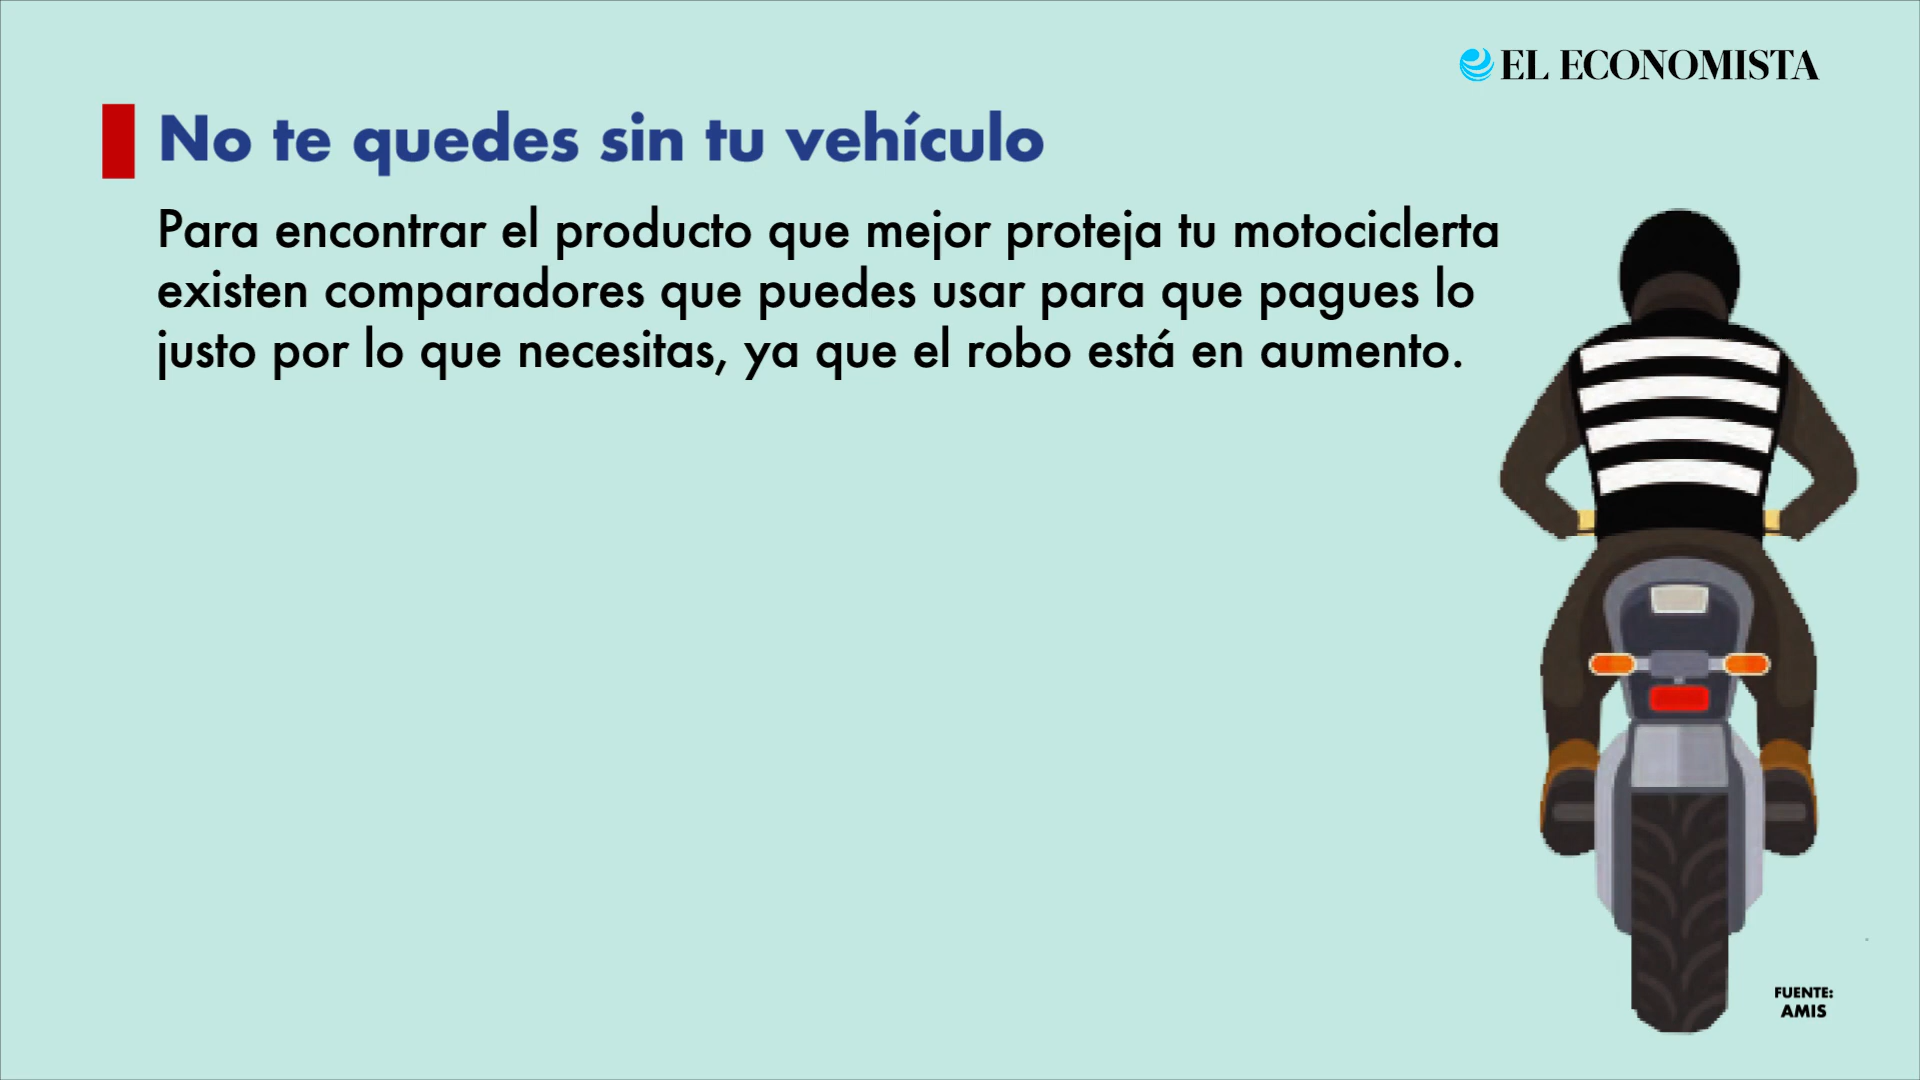 EL ECONOMISTA
No te quedes sin tu vehículo
Para encontrar el producto que mejor proteja tu motociclerta
existen comparadores que puedes usar para que pagues lo
justo por lo que necesitas, ya que el robo está en aumento.
FUENTE:
AMIS